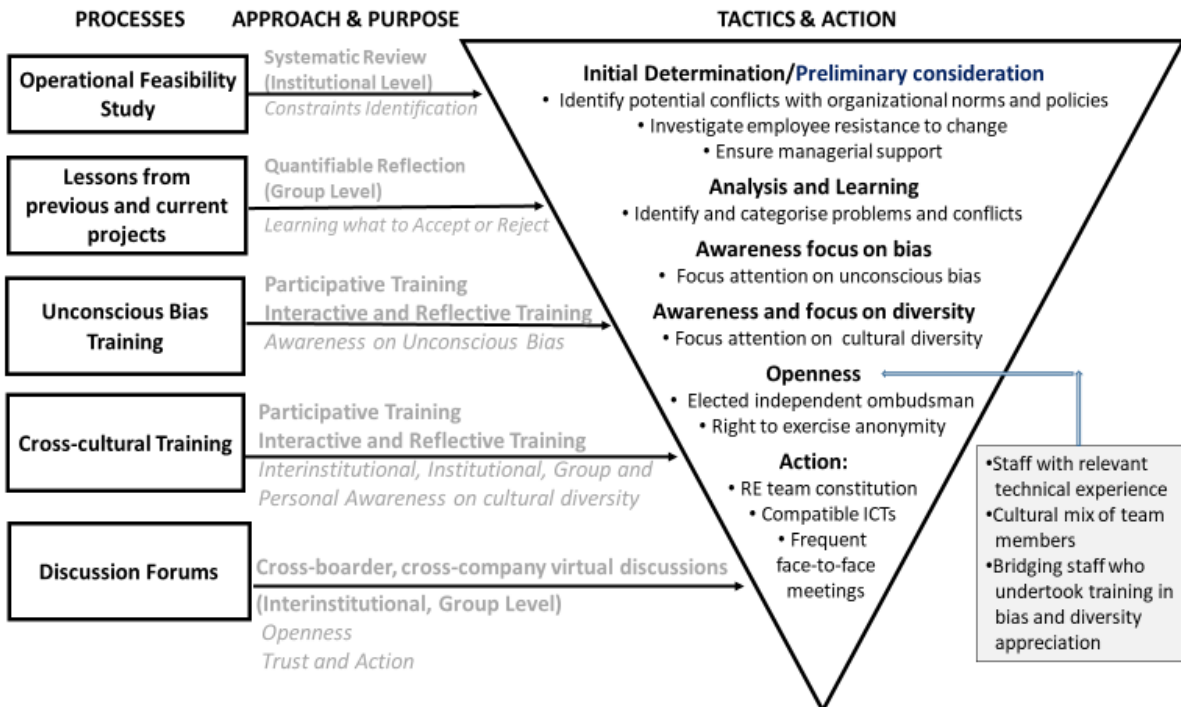 PROCESSES
APPROACH & PURPOSE
TACTICS & ACTION
Operational Feasibility
Study
Systematic Review
(Institutional Level)
Constraints Identification
Initial Determination/Preliminary consideration
• Identify potential conflicts with organizational norms and policies
• Investigate employee resistance to change
• Ensure managerial support
Lessons from
previous and current
projects
Quantifiable Reflection
(Group Level)
Learning what to Accept or Reject
Analysis and Learning
• Identify and categorise problems and conflicts
Awareness focus on bias
• Focus attention on unconscious bias
Unconscious Bias
Training
Participative Training
Interactive and Reflective Training
Awareness on Unconscious Bias
Awareness and focus on diversity
• Focus attention on cultural diversity
Openness
• Elected independent ombudsman
• Right to exercise anonymity
Cross-cultural Training
Participative Training
Interactive and Reflective Training
Interinstitutional, Institutional, Group and
Personal Awareness on cultural diversity
Action:
• RE team constitution
• Compatible ICTs
• Frequent
face-to-face
meetings
•Staff with relevant
technical experience
•Cultural mix of team
members
•Bridging staff who
undertook training in
bias and diversity
appreciation
Discussion Forums
Cross-boarder, cross-company virtual discussions
(Interinstitutional, Group Level)
Openness
Trust and Action